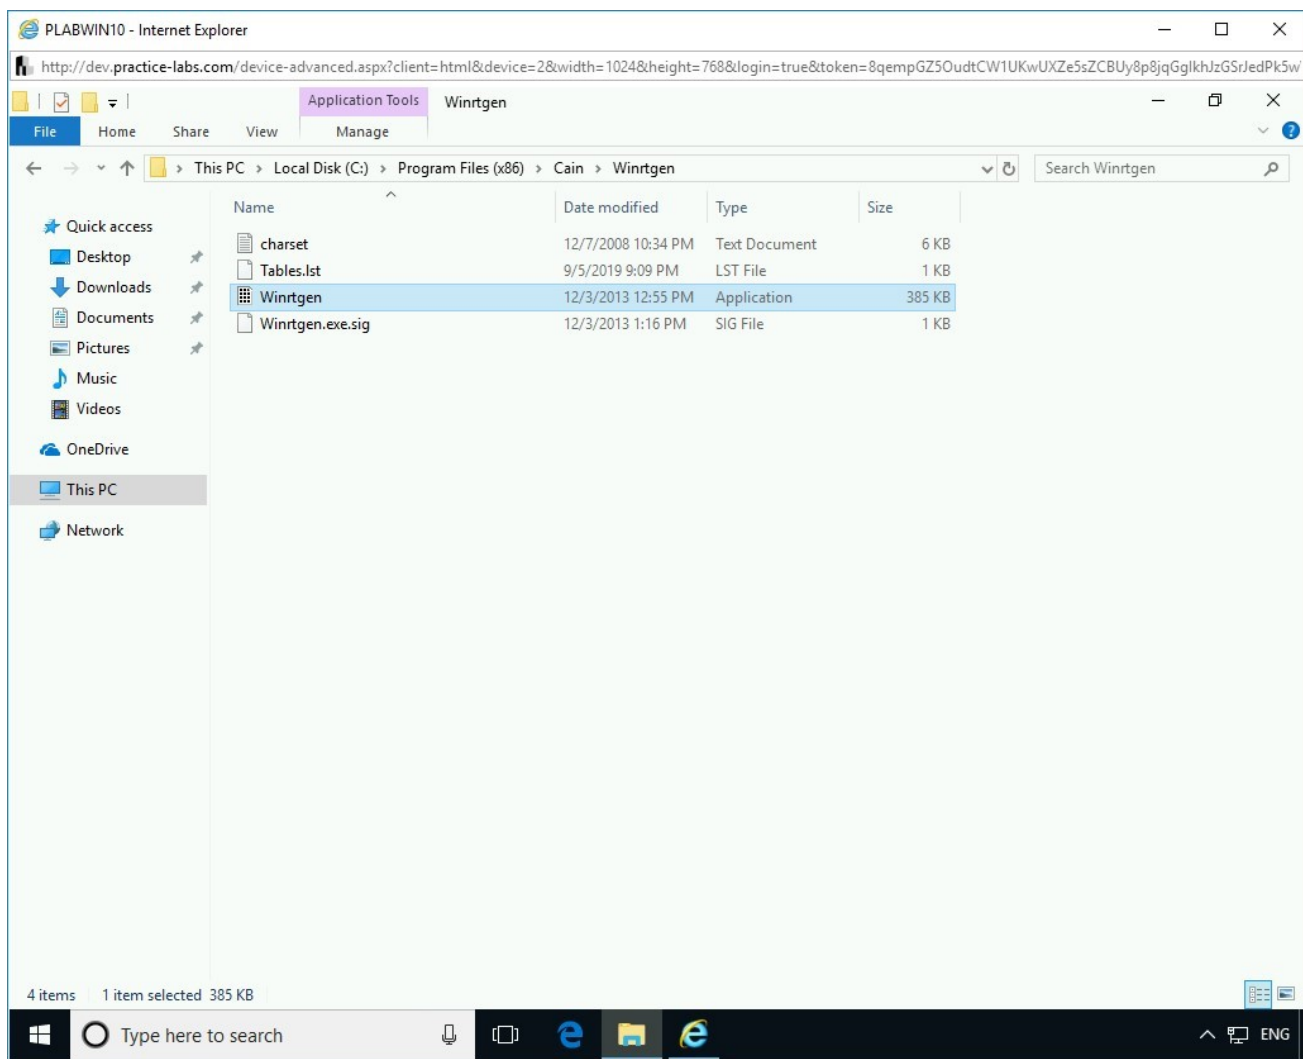 PLABWIN10 - Internet Explorer
http://dev.practice-labs.com/device-advanced.aspx?client=html&device=2&width=1024&height=768&login=true&token=8qempGZ5OudtCW1UKwUXZe5sZCBUy8p8jqGglkhJzGSrJedPk5w
Application Tools Winrtgen
File Home Share View Manage
This PC > Local Disk (C:) > Program Files (x86) > Cain > Winrtgen Search Winrtgen
Name Date modified Type Size
Quick access
Desktop
Downloads
Documents
Pictures
Music
Videos
OneDrive
This PC
Network
charset 12/7/2008 10:34 PM Text Document 6 KB
Tables.lst 9/5/2019 9:09 PM LST File 1 KB
Winrtgen 12/3/2013 12:55 PM Application 385 KB
Winrtgen.exe.sig 12/3/2013 1:16 PM SIG File 1 KB
4 items 1 item selected 385 KB
Type here to search ENG